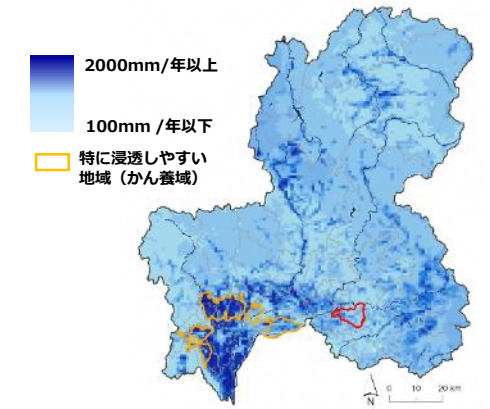 2000mm/年以上
100mm /年以下
特に浸透しやすい
地域（かん養域）
N
0 10 20 km